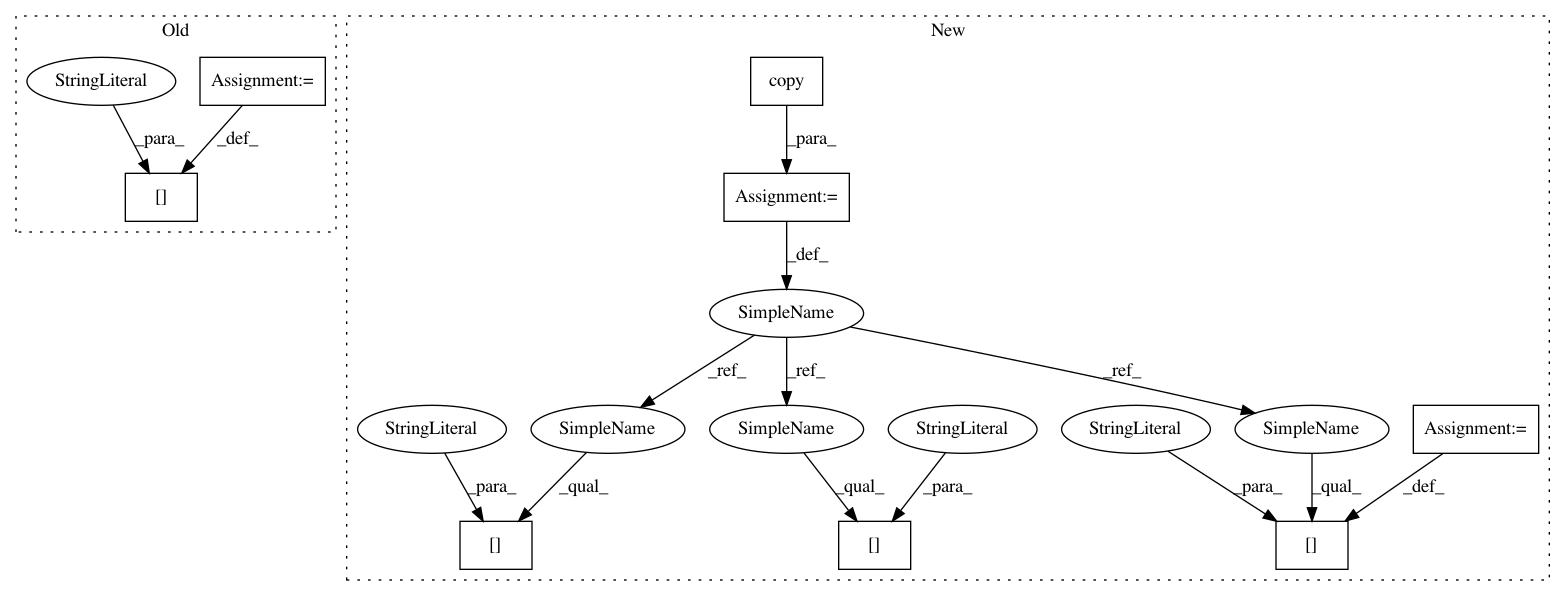 Old
New
StringLiteral
Assignment:=
_para_
_def_
[]
copy
_para_
Assignment:=
_def_
SimpleName
_ref_
_ref_
_ref_
StringLiteral
SimpleName
SimpleName
StringLiteral
StringLiteral
SimpleName
Assignment:=
_para_
_qual_
_qual_
_para_
_para_
_qual_
_def_
[]
[]
[]